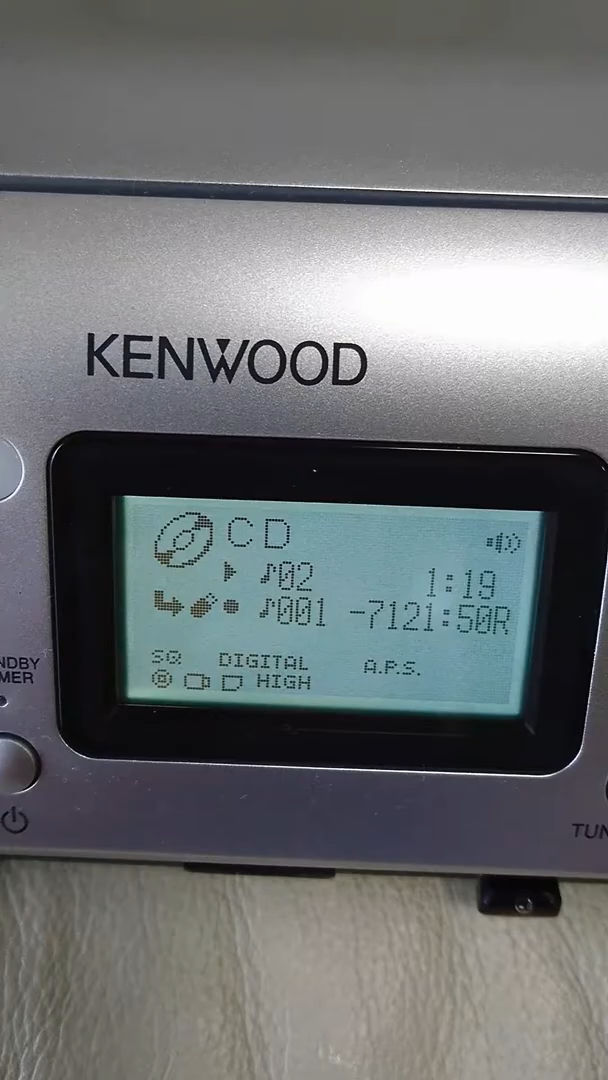 KENWOOD
CD
♪02 1:19
♪001 -7121:50R
SQ DIGITAL A.P.S.
HIGH
NDBY
MER
TUN